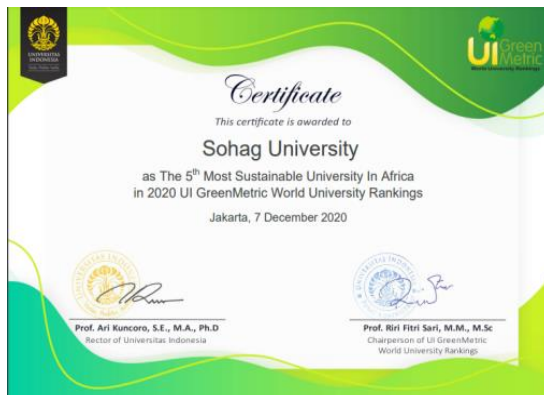 UNIVERSITAS
INDONESIA
UI Green
Metric
World University Rankings
Certificate
This certificate is awarded to
Sohag University
as The 5th Most Sustainable University In Africa
in 2020 UI GreenMetric World University Rankings
Jakarta, 7 December 2020
Prof. Ari Kuncoro, S.E., M.A., Ph.D
Rector of Universitas Indonesia
Prof. Riri Fitri Sari, M.M., M.Sc
Chairperson of UI GreenMetric
World University Rankings